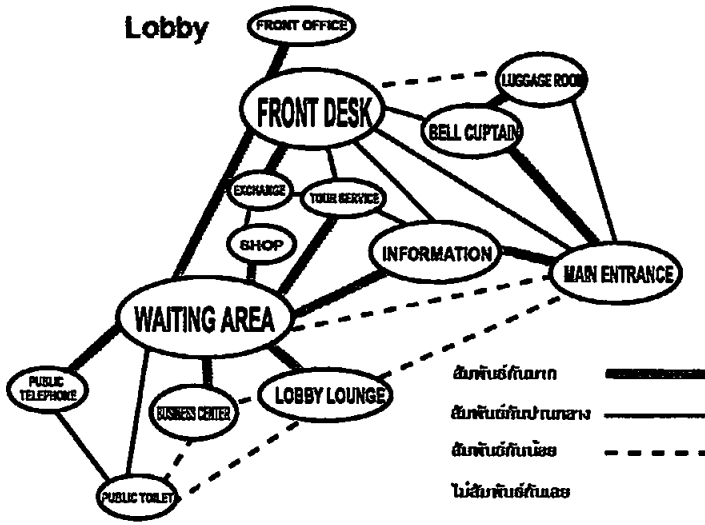 Lobby
FRONT OFFICE
FRONT DESK
LUGGAGE ROOM
BELL CUPTAIN
EXCHANGE
TOUR SERVICE
SHOP
INFORMATION
MAIN ENTRANCE
WAITING AREA
PUBLIC
TELEPHONE
BUSINESS CENTER
LOBBY LOUNGE
PUBLIC TOILET
สัมพันธ์กันมาก
สัมพันธ์กันปานกลาง
สัมพันธ์กันน้อย
ไม่สัมพันธ์กันเลย